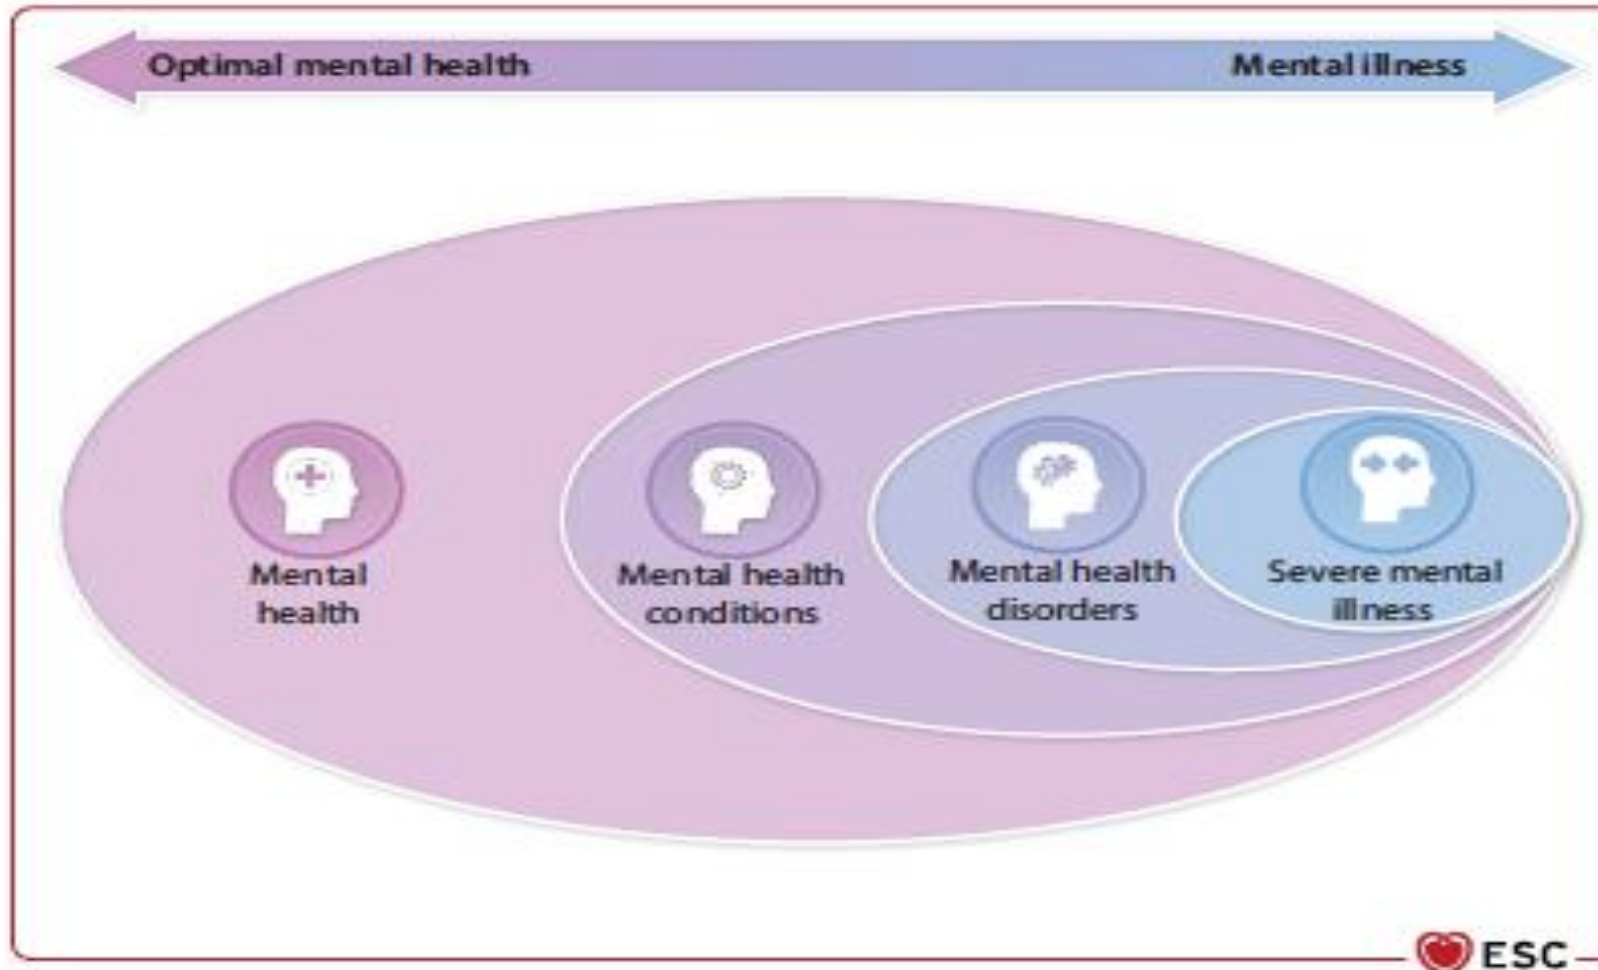 Optimal mental health
Mental illness
Mental
health
Mental health
conditions
Mental health
disorders
Severe mental
illness
ESC